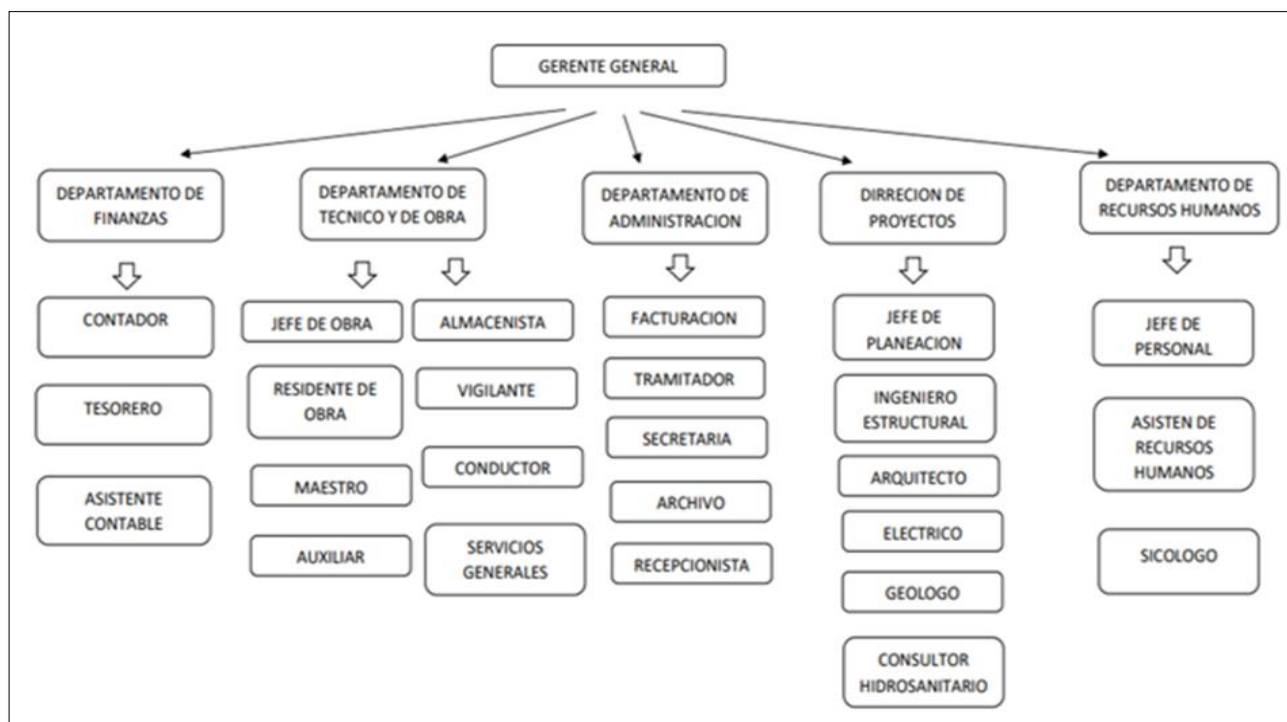 GERENTE GENERAL
DEPARTAMENTO DE
FINANZAS
DEPARTAMENTO DE
TECNICO Y DE OBRA
DEPARTAMENTO DE
ADMINISTRACION
DIRRECION DE
PROYECTOS
DEPARTAMENTO DE
RECURSOS HUMANOS
CONTADOR
TESORERO
ASISTENTE
CONTABLE
JEFE DE OBRA
RESIDENTE DE
OBRA
MAESTRO
AUXILIAR
ALMACENISTA
VIGILANTE
CONDUCTOR
SERVICIOS
GENERALES
FACTURACION
TRAMITADOR
SECRETARIA
ARCHIVO
RECEPCIONISTA
JEFE DE
PLANEACION
INGENIERO
ESTRUCTURAL
ARQUITECTO
ELECTRICO
GEOLOGO
CONSULTOR
HIDROSANITARIO
JEFE DE
PERSONAL
ASISTEN DE
RECURSOS
HUMANOS
SICOLOGO